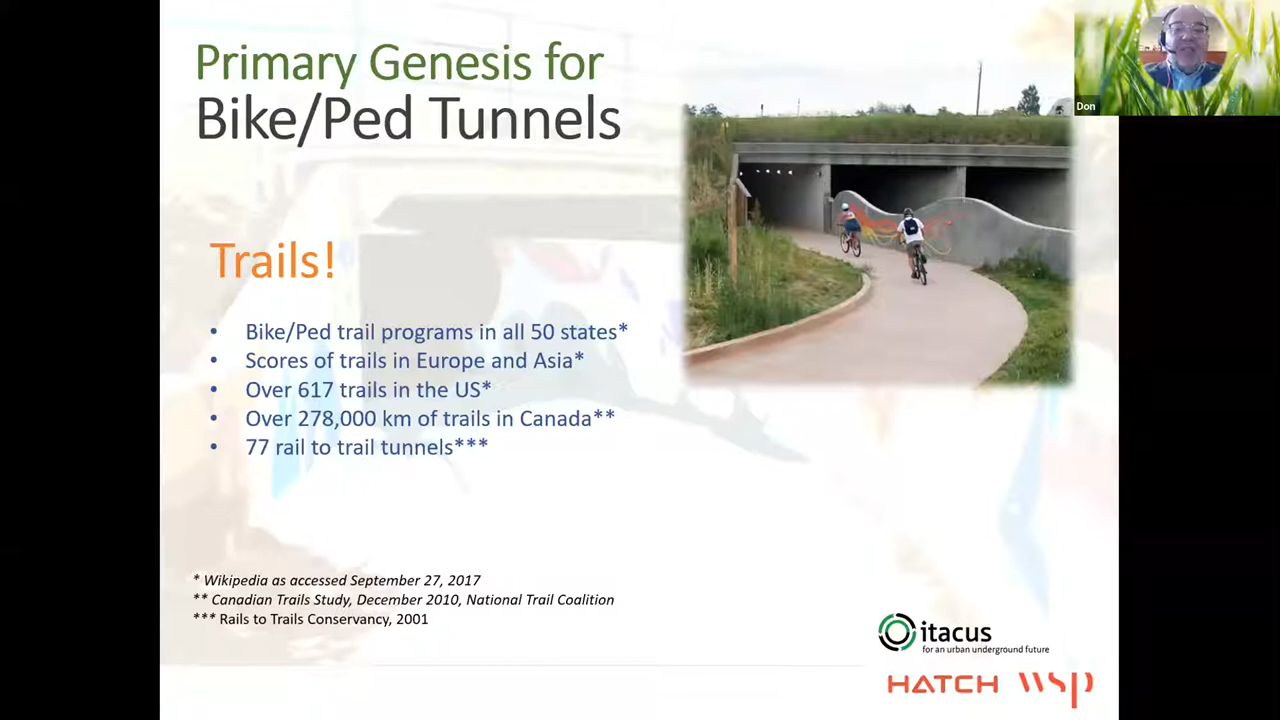 Primary Genesis for
Bike/Ped Tunnels
Don
Trails!
• Bike/Ped trail programs in all 50 states*
• Scores of trails in Europe and Asia*
• Over 617 trails in the US*
• Over 278,000 km of trails in Canada**
• 77 rail to trail tunnels***
* Wikipedia as accessed September 27, 2017
** Canadian Trails Study, December 2010, National Trail Coalition
*** Rails to Trails Conservancy, 2001
itacus
for an urban underground future
HATCH wsp